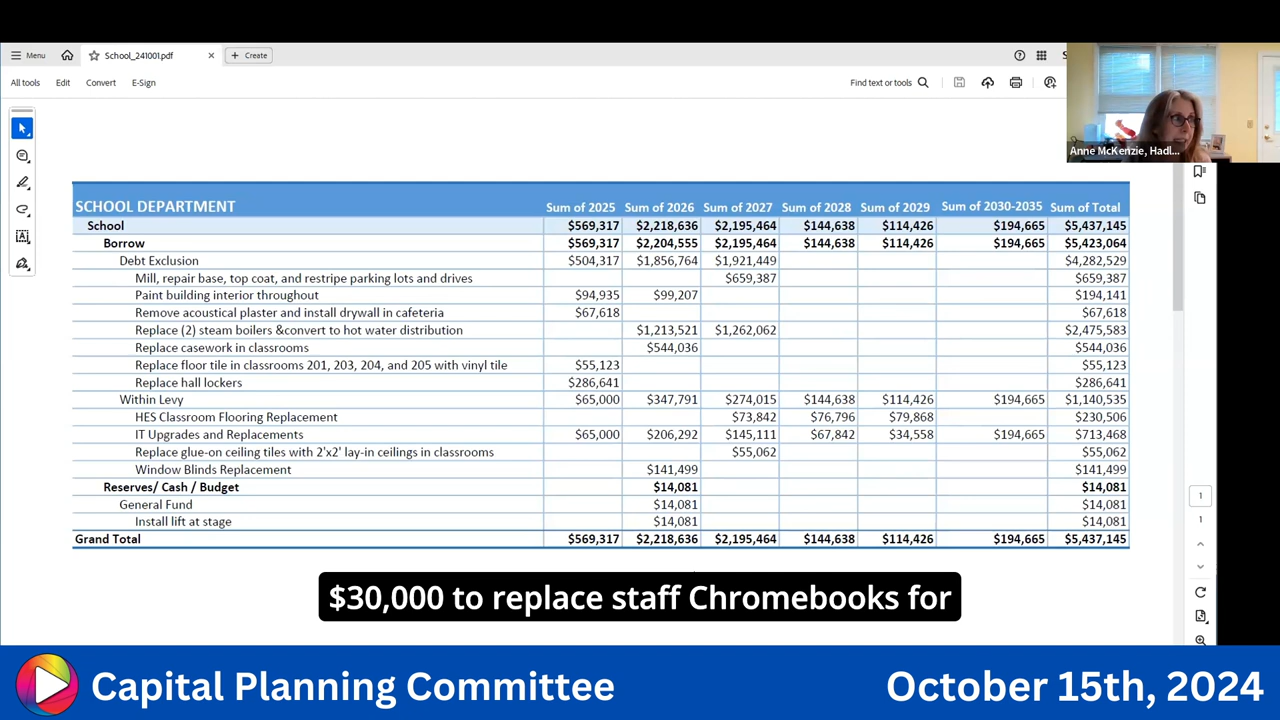 Menu School_241001.pdf Create S
All tools Edit Convert E-Sign Find text or tools
Anne McKenzie, Hadl...
SCHOOL DEPARTMENT Sum of 2025 Sum of 2026 Sum of 2027 Sum of 2028 Sum of 2029 Sum of 2030-2035 Sum of Total
School $569,317 $2,218,636 $2,195,464 $144,638 $114,426 $194,665 $5,437,145
Borrow $569,317 $2,204,555 $2,195,464 $144,638 $114,426 $194,665 $5,423,064
Debt Exclusion $504,317 $1,856,764 $1,921,449 $4,282,529
Mill, repair base, top coat, and restripe parking lots and drives $659,387 $659,387
Paint building interior throughout $94,935 $99,207 $194,141
Remove acoustical plaster and install drywall in cafeteria $67,618 $67,618
Replace (2) steam boilers &convert to hot water distribution $1,213,521 $1,262,062 $2,475,583
Replace casework in classrooms $544,036 $544,036
Replace floor tile in classrooms 201, 203, 204, and 205 with vinyl tile $55,123 $55,123
Replace hall lockers $286,641 $286,641
Within Levy $65,000 $347,791 $274,015 $144,638 $114,426 $194,665 $1,140,535
HES Classroom Flooring Replacement $73,842 $76,796 $79,868 $230,506
IT Upgrades and Replacements $65,000 $206,292 $145,111 $67,842 $34,558 $194,665 $713,468
Replace glue-on ceiling tiles with 2'x2' lay-in ceilings in classrooms $55,062 $55,062
Window Blinds Replacement $141,499 $141,499
Reserves/ Cash / Budget $14,081 $14,081
General Fund $14,081 $14,081
Install lift at stage $14,081 $14,081
Grand Total $569,317 $2,218,636 $2,195,464 $144,638 $114,426 $194,665 $5,437,145
1
1
$30,000 to replace staff Chromebooks for
Capital Planning Committee October 15th, 2024